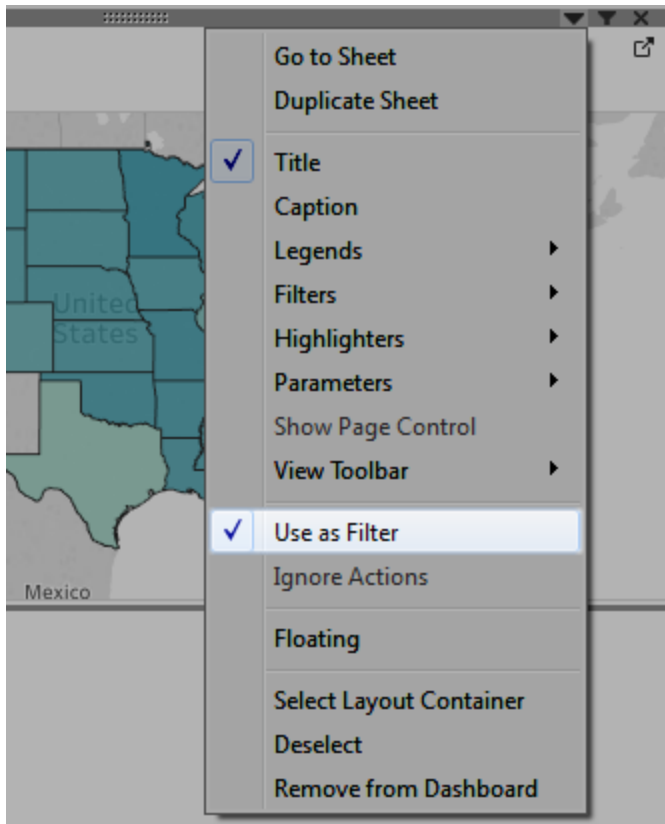 Go to Sheet
Duplicate Sheet
Title
Caption
Legends
Filters
Highlighters
Parameters
Show Page Control
View Toolbar
Use as Filter
Ignore Actions
Floating
Select Layout Container
Deselect
Remove from Dashboard
United
States
Mexico